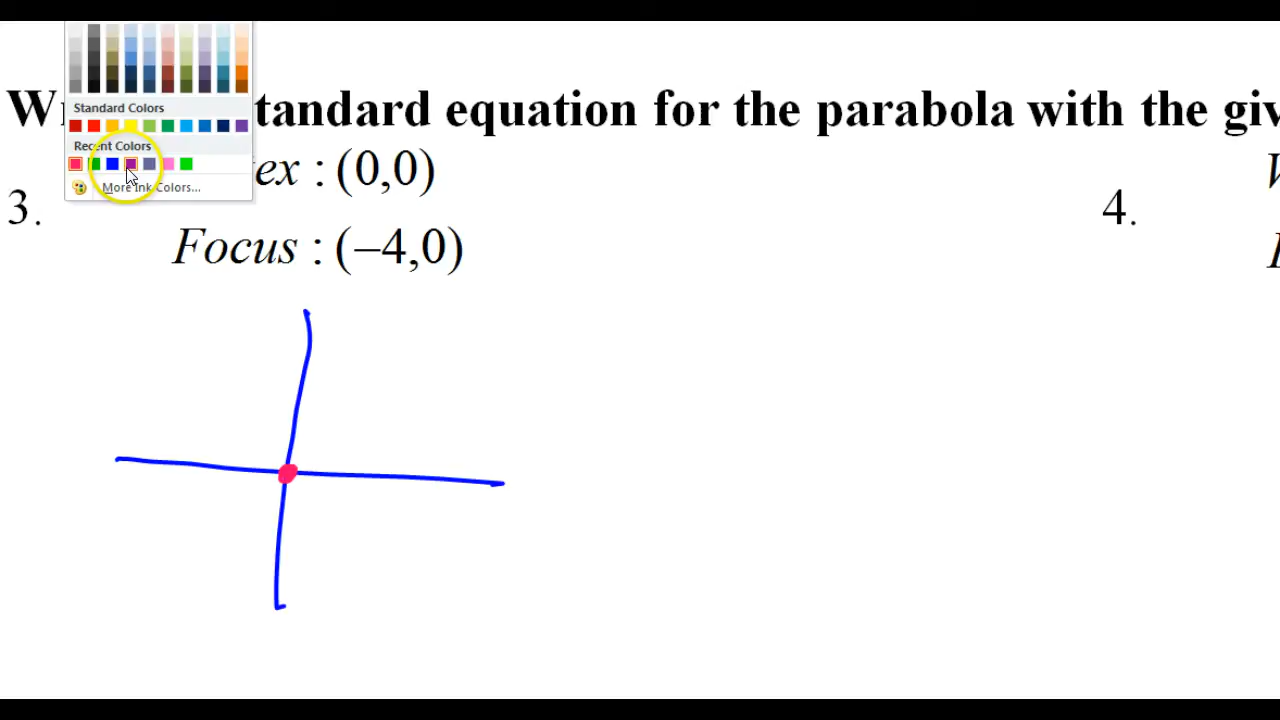 Standard Colors
tandard equation for the parabola with the giv
Recent Colors
ex : (0,0)
More Ink Colors...
3.
4.
Focus : (–4,0)